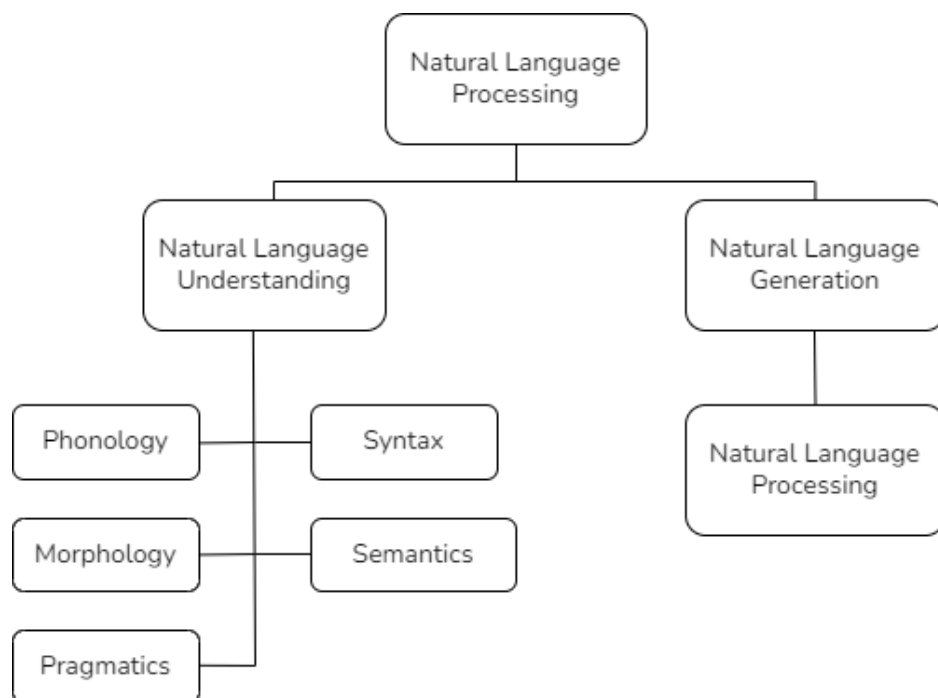 Natural Language
Processing
Natural Language
Understanding
Natural Language
Generation
Phonology
Syntax
Natural Language
Processing
Morphology
Semantics
Pragmatics